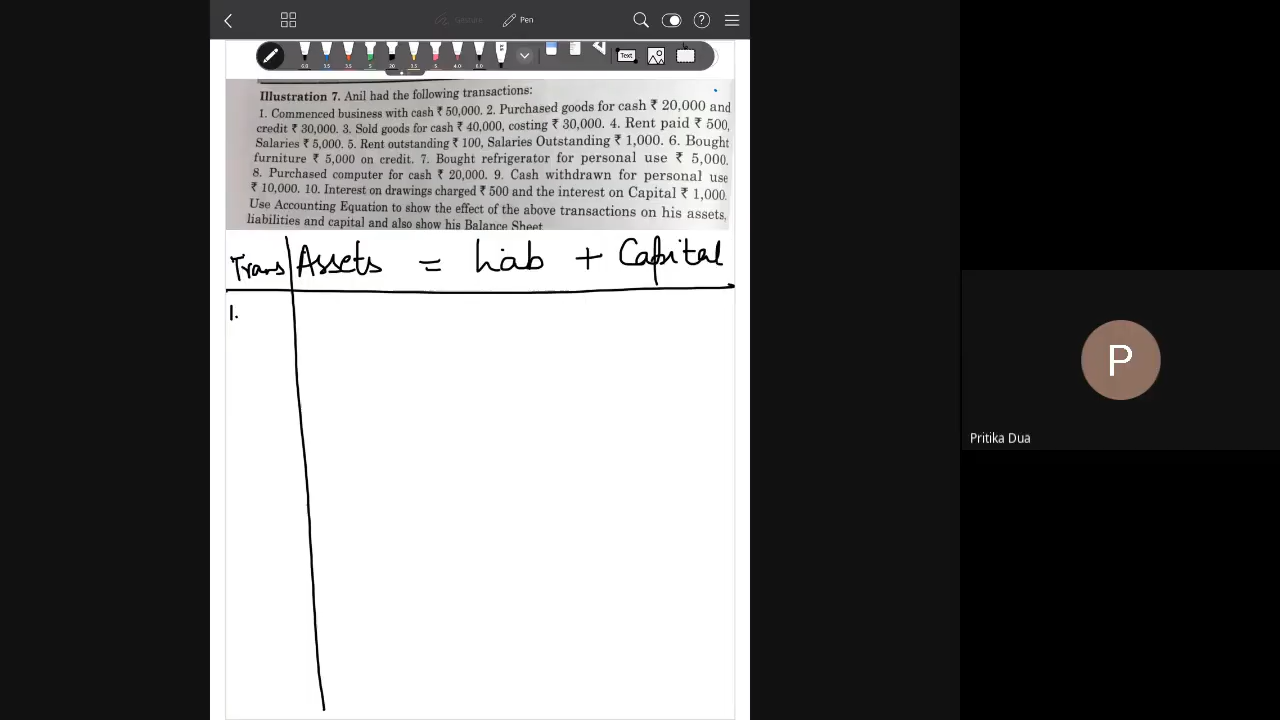 Gesture Pen
Text
Illustration 7. Anil had the following transactions:
1. Commenced business with cash ₹ 50,000. 2. Purchased goods for cash ₹ 20,000 and
credit ₹ 30,000. 3. Sold goods for cash ₹ 40,000, costing ₹ 30,000. 4. Rent paid ₹ 500,
Salaries ₹ 5,000. 5. Rent outstanding ₹ 100, Salaries Outstanding ₹ 1,000. 6. Bought
furniture ₹ 5,000 on credit. 7. Bought refrigerator for personal use ₹ 5,000.
8. Purchased computer for cash ₹ 20,000. 9. Cash withdrawn for personal use
₹ 10,000. 10. Interest on drawings charged ₹ 500 and the interest on Capital ₹ 1,000.
Use Accounting Equation to show the effect of the above transactions on his assets,
liabilities and capital and also show his Balance Sheet
Trans Assets = Liab + Capital
1.
P
Pritika Dua